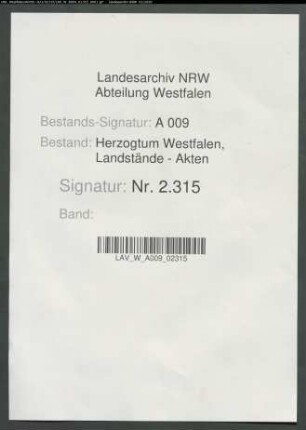 Landesarchiv NRW
Abteilung Westfalen
Bestands-Signatur: A 009
Bestand: Herzogtum Westfalen,
Landstände - Akten
Signatur: Nr. 2.315
Band:
LAV_W_A009_02315